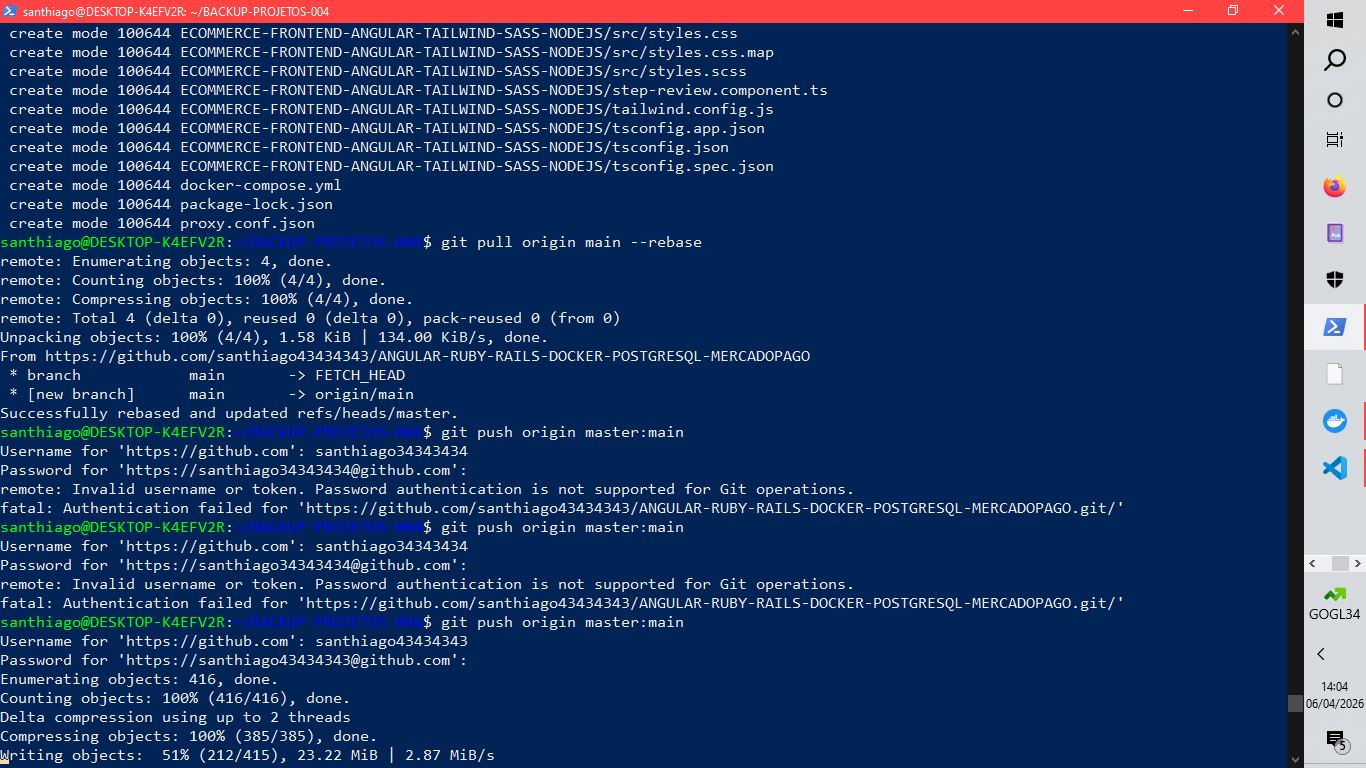 santhiago@DESKTOP-K4EFV2R: ~/BACKUP-PROJETOS-004
create mode 100644 ECOMMERCE-FRONTEND-ANGULAR-TAILWIND-SASS-NODEJS/src/styles.css
create mode 100644 ECOMMERCE-FRONTEND-ANGULAR-TAILWIND-SASS-NODEJS/src/styles.css.map
create mode 100644 ECOMMERCE-FRONTEND-ANGULAR-TAILWIND-SASS-NODEJS/src/styles.scss
create mode 100644 ECOMMERCE-FRONTEND-ANGULAR-TAILWIND-SASS-NODEJS/step-review.component.ts
create mode 100644 ECOMMERCE-FRONTEND-ANGULAR-TAILWIND-SASS-NODEJS/tailwind.config.js
create mode 100644 ECOMMERCE-FRONTEND-ANGULAR-TAILWIND-SASS-NODEJS/tsconfig.app.json
create mode 100644 ECOMMERCE-FRONTEND-ANGULAR-TAILWIND-SASS-NODEJS/tsconfig.json
create mode 100644 ECOMMERCE-FRONTEND-ANGULAR-TAILWIND-SASS-NODEJS/tsconfig.spec.json
create mode 100644 docker-compose.yml
create mode 100644 package-lock.json
create mode 100644 proxy.conf.json
santhiago@DESKTOP-K4EFV2R:~/BACKUP-PROJETOS-004$ git pull origin main --rebase
remote: Enumerating objects: 4, done.
remote: Counting objects: 100% (4/4), done.
remote: Compressing objects: 100% (4/4), done.
remote: Total 4 (delta 0), reused 0 (delta 0), pack-reused 0 (from 0)
Unpacking objects: 100% (4/4), 1.58 KiB | 134.00 KiB/s, done.
From https://github.com/santhiago43434343/ANGULAR-RUBY-RAILS-DOCKER-POSTGRESQL-MERCADOPAGO
* branch            main       -> FETCH_HEAD
* [new branch]      main       -> origin/main
Successfully rebased and updated refs/heads/master.
santhiago@DESKTOP-K4EFV2R:~/BACKUP-PROJETOS-004$ git push origin master:main
Username for 'https://github.com': santhiago34343434
Password for 'https://santhiago34343434@github.com':
remote: Invalid username or token. Password authentication is not supported for Git operations.
fatal: Authentication failed for 'https://github.com/santhiago43434343/ANGULAR-RUBY-RAILS-DOCKER-POSTGRESQL-MERCADOPAGO.git/'
santhiago@DESKTOP-K4EFV2R:~/BACKUP-PROJETOS-004$ git push origin master:main
Username for 'https://github.com': santhiago34343434
Password for 'https://santhiago34343434@github.com':
remote: Invalid username or token. Password authentication is not supported for Git operations.
fatal: Authentication failed for 'https://github.com/santhiago43434343/ANGULAR-RUBY-RAILS-DOCKER-POSTGRESQL-MERCADOPAGO.git/'
santhiago@DESKTOP-K4EFV2R:~/BACKUP-PROJETOS-004$ git push origin master:main
Username for 'https://github.com': santhiago43434343
Password for 'https://santhiago43434343@github.com':
Enumerating objects: 416, done.
Counting objects: 100% (416/416), done.
Delta compression using up to 2 threads
Compressing objects: 100% (385/385), done.
Writing objects:  51% (212/415), 23.22 MiB | 2.87 MiB/s
GOGL34
14:04
06/04/2026
5